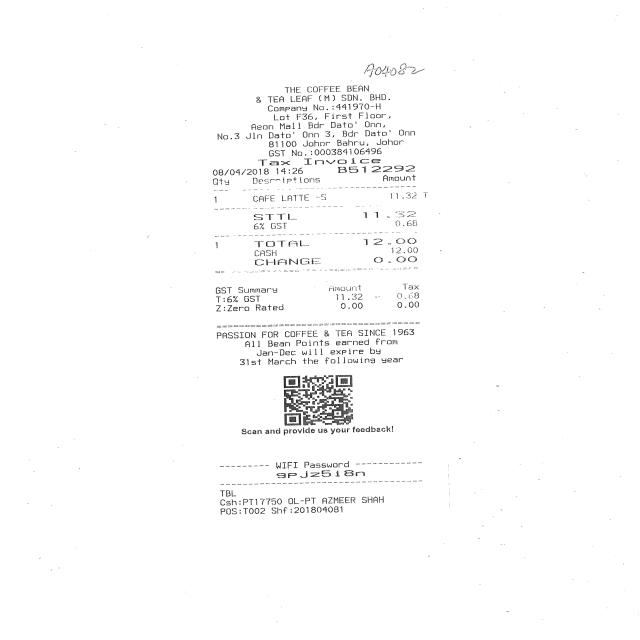 A04082
THE COFFEE BEAN
& TEA LEAF (M) SDN. BHD.
Company No.:441970-H
Lot F36, First Floor,
Aeon Mall Bdr Dato' Onn,
No.3 Jln Dato' Onn 3, Bdr Dato' Onn
81100 Johor Bahru, Johor
GST No.:000384106496
Tax Invoice
08/04/2018 14:26 B512292
Qty Descriptions Amount
1 CAFE LATTE -S 11.32 T
STTL 11.32
6% GST 0.68
1 TOTAL 12.00
CASH 12.00
CHANGE 0.00
GST Summary Amount Tax
T:6% GST 11.32 0.68
Z:Zero Rated 0.00 0.00
PASSION FOR COFFEE & TEA SINCE 1963
All Bean Points earned from
Jan-Dec will expire by
31st March the following year
Scan and provide us your feedback!
--------- WIFI Password ------------
9PJz518n
TBL
Csh:PT17750 OL-PT AZMEER SHAH
POS:T002 Shf:201804081